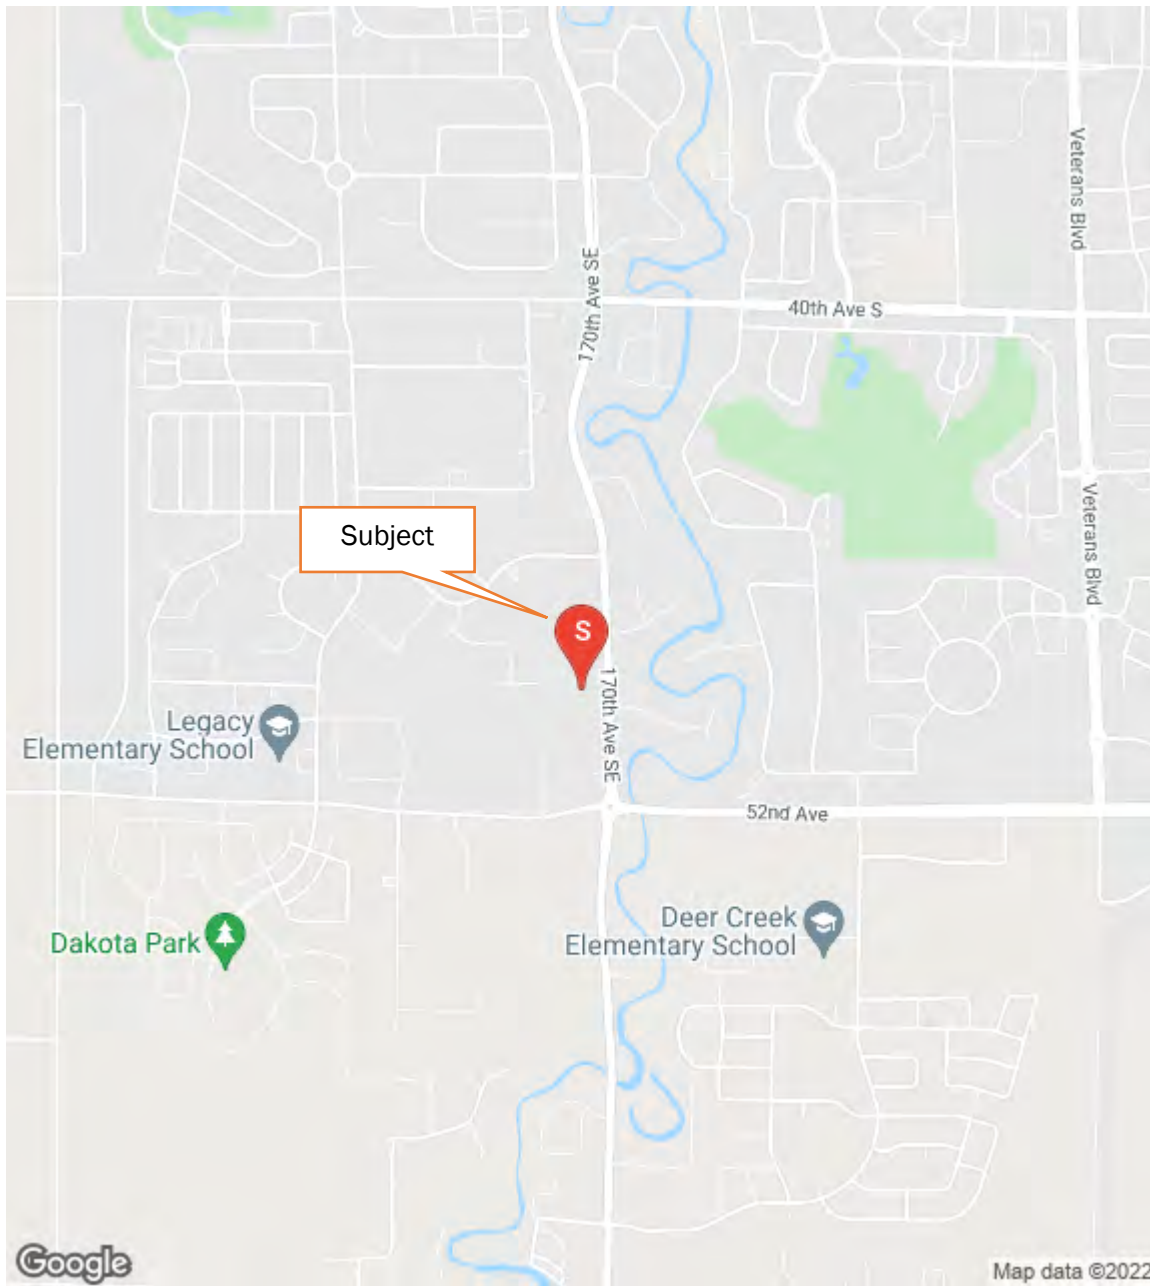 Veterans Blvd
170th Ave SE
40th Ave S
Veterans Blvd
Subject
S
170th Ave SE
Legacy
Elementary School
52nd Ave
Deer Creek
Elementary School
Dakota Park
Google
Map data ©2022